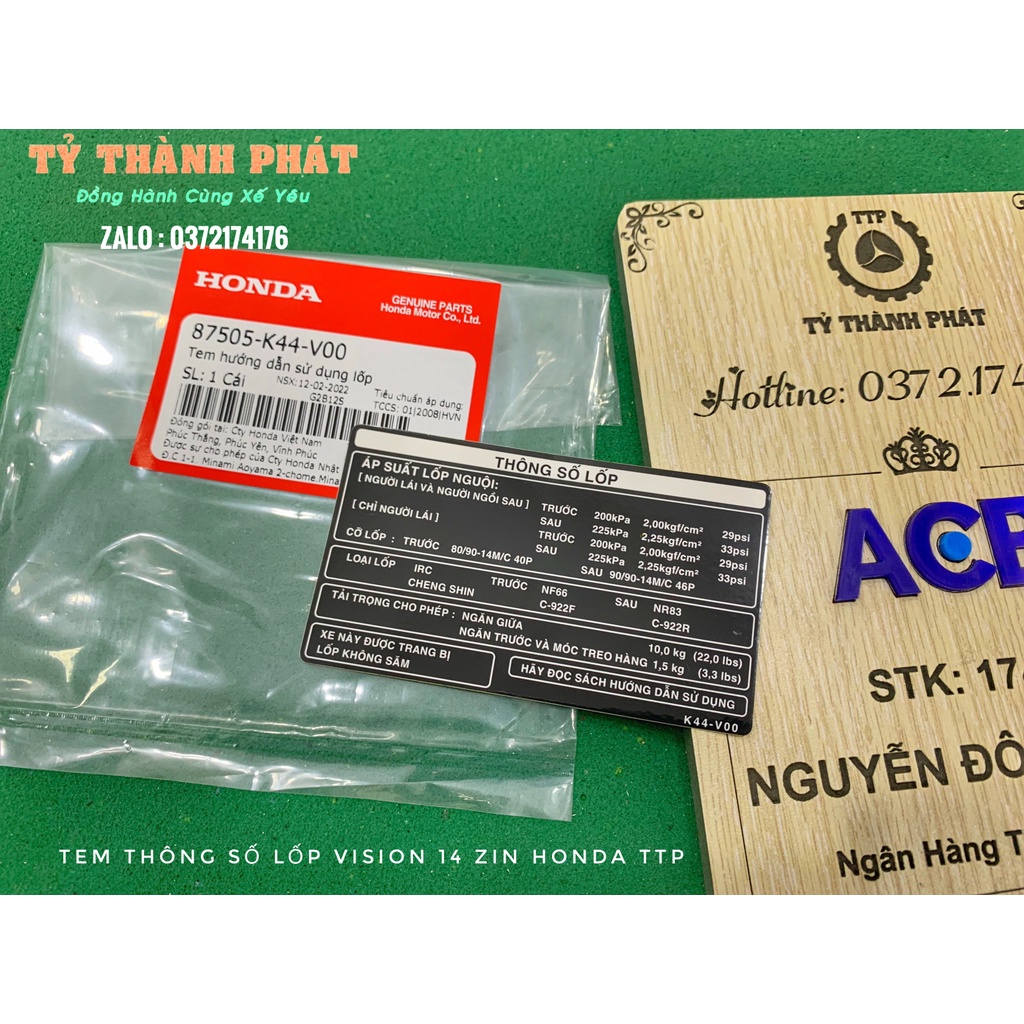 TỶ THÀNH PHÁT
Đồng Hành Cùng Xế Yêu
ZALO : 0372174176
HONDA
GENUINE PARTS
Honda Motor Co., Ltd.
87505-K44-V00
Tem hướng dẫn sử dụng lốp
SL: 1 Cái
NSX:12-02-2022
G2B12S
Tiêu chuẩn áp dụng:
TCCS: 01|2008|HVN
Đóng gói tại: Cty Honda Việt Nam
Phúc Thắng, Phúc Yên, Vĩnh Phúc
Được sự cho phép của Cty Honda Nhật
Đ.C 1-1. Minami Aoyama 2-chome.Mina
THÔNG SỐ LỐP
ÁP SUẤT LỐP NGUỘI:
[ NGƯỜI LÁI VÀ NGƯỜI NGỒI SAU ] TRƯỚC 200kPa 2,00kgf/cm² 29psi
SAU 225kPa 2,25kgf/cm² 33psi
[ CHỈ NGƯỜI LÁI ] TRƯỚC 200kPa 2,00kgf/cm² 29psi
SAU 225kPa 2,25kgf/cm² 33psi
CỠ LỐP : TRƯỚC 80/90-14M/C 40P SAU 90/90-14M/C 46P
LOẠI LỐP IRC TRƯỚC NF66 SAU NR83
CHENG SHIN C-922F C-922R
TẢI TRỌNG CHO PHÉP : NGĂN GIỮA 10,0 kg (22,0 lbs)
NGĂN TRƯỚC VÀ MÓC TREO HÀNG 1,5 kg (3,3 lbs)
XE NÀY ĐƯỢC TRANG BỊ
LỐP KHÔNG SĂM
HÃY ĐỌC SÁCH HƯỚNG DẪN SỬ DỤNG
K44-V00
TTP
TỶ THÀNH PHÁT
Hotline: 0372.174
ACB
STK: 17
NGUYỄN ĐÔ
Ngân Hàng T
TEM THÔNG SỐ LỐP VISION 14 ZIN HONDA TTP